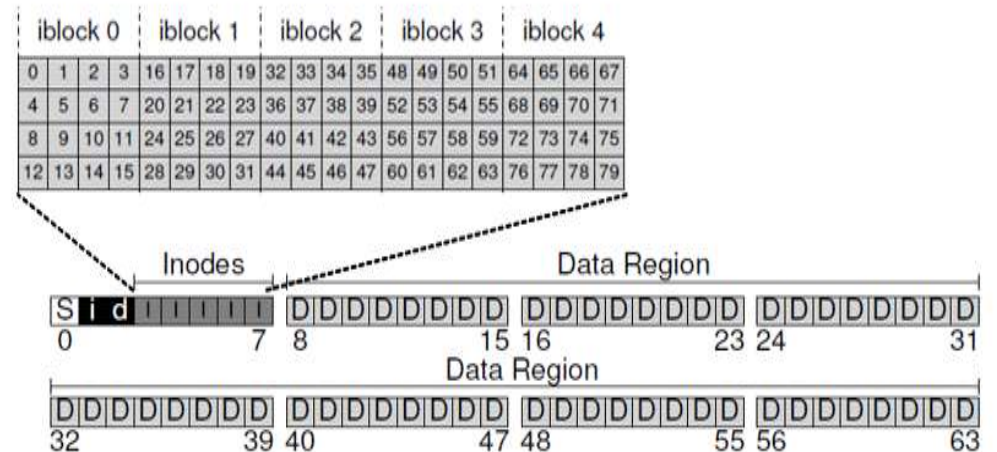 iblock 0 iblock 1 iblock 2 iblock 3 iblock 4
0 1 2 3 16 17 18 19 32 33 34 35 48 49 50 51 64 65 66 67
4 5 6 7 20 21 22 23 36 37 38 39 52 53 54 55 68 69 70 71
8 9 10 11 24 25 26 27 40 41 42 43 56 57 58 59 72 73 74 75
12 13 14 15 28 29 30 31 44 45 46 47 60 61 62 63 76 77 78 79
Inodes Data Region
S i d I I I I I D D D D D D D D D D D D D D D D D D D D D D D D
0 7 8 15 16 23 24 31
Data Region
D D D D D D D D D D D D D D D D D D D D D D D D D D D D D D D D
32 39 40 47 48 55 56 63